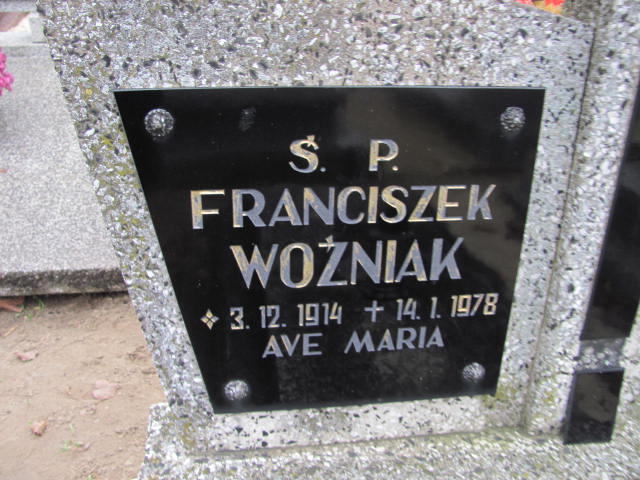 Ś. P.
FRANCISZEK
WOŹNIAK
3. 12. 1914 + 14. 1. 1978
AVE MARIA